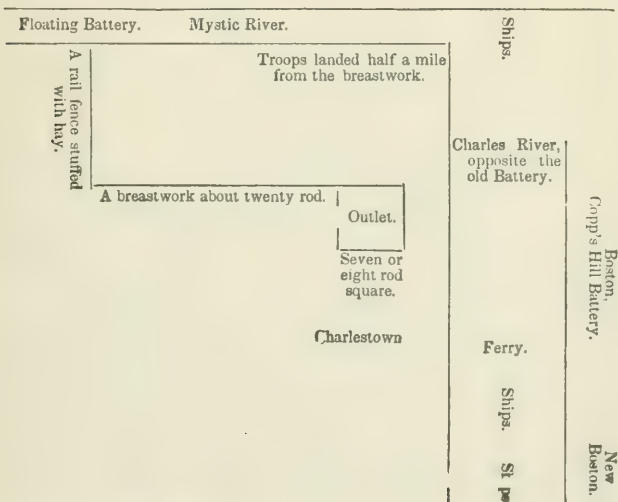 Floating Battery. Mystic River.
Ships.
A rail fence stuffed
with hay.
Troops landed half a mile
from the breastwork.
Charles River,
opposite the
old Battery.
A breastwork about twenty rod.
Outlet.
Seven or
eight rod
square.
Boston,
Copp's Hill Battery.
Charlestown
Ferry.
Ships.
New
Boston.
St